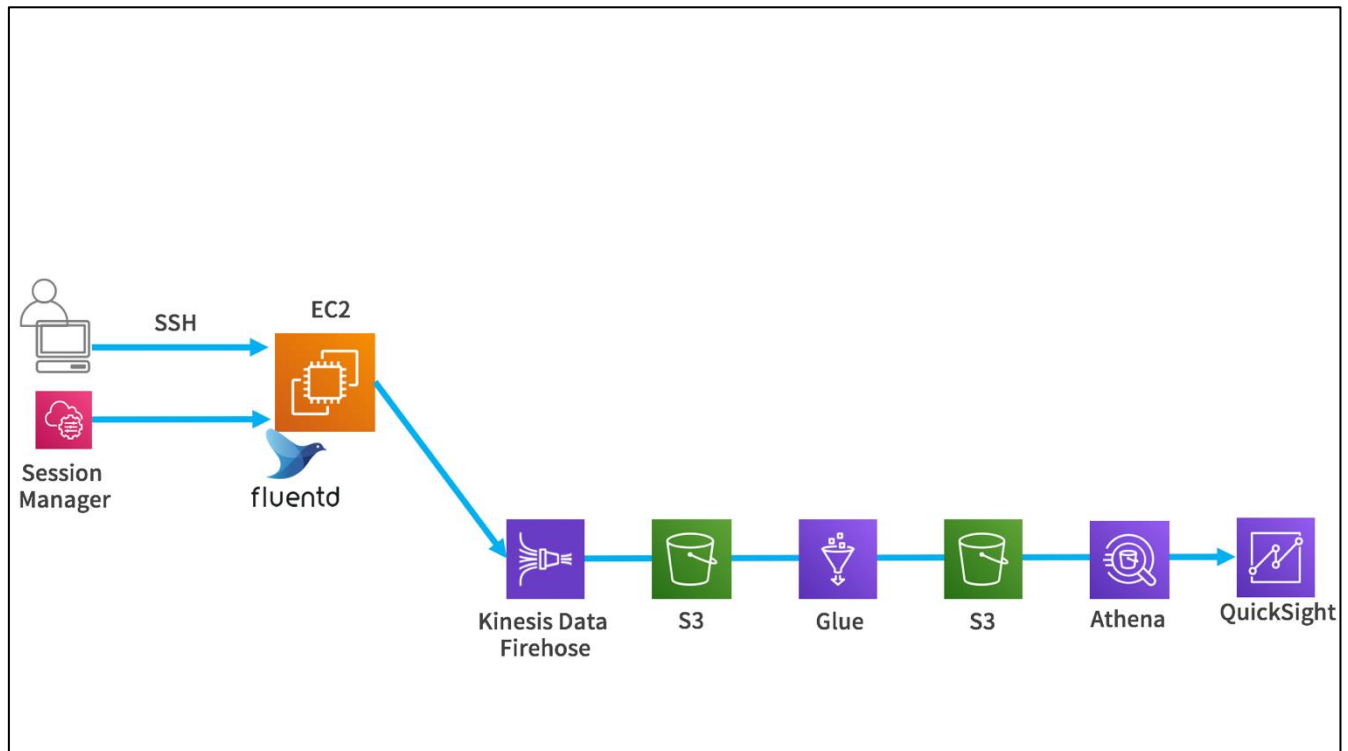 SSH
EC2
Session
Manager
fluentd
Kinesis Data
Firehose
S3
Glue
S3
Athena
QuickSight